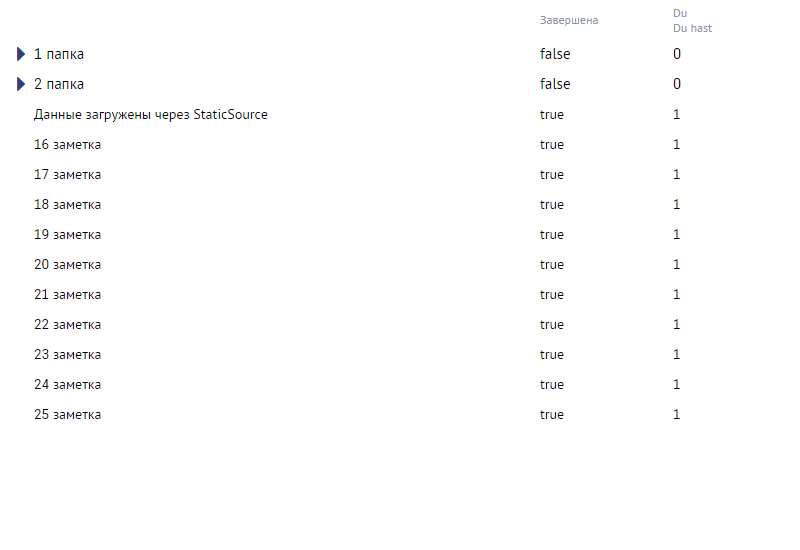 Завершена Du
Du hast
1 папка false 0
2 папка false 0
Данные загружены через StaticSource true 1
16 заметка true 1
17 заметка true 1
18 заметка true 1
19 заметка true 1
20 заметка true 1
21 заметка true 1
22 заметка true 1
23 заметка true 1
24 заметка true 1
25 заметка true 1